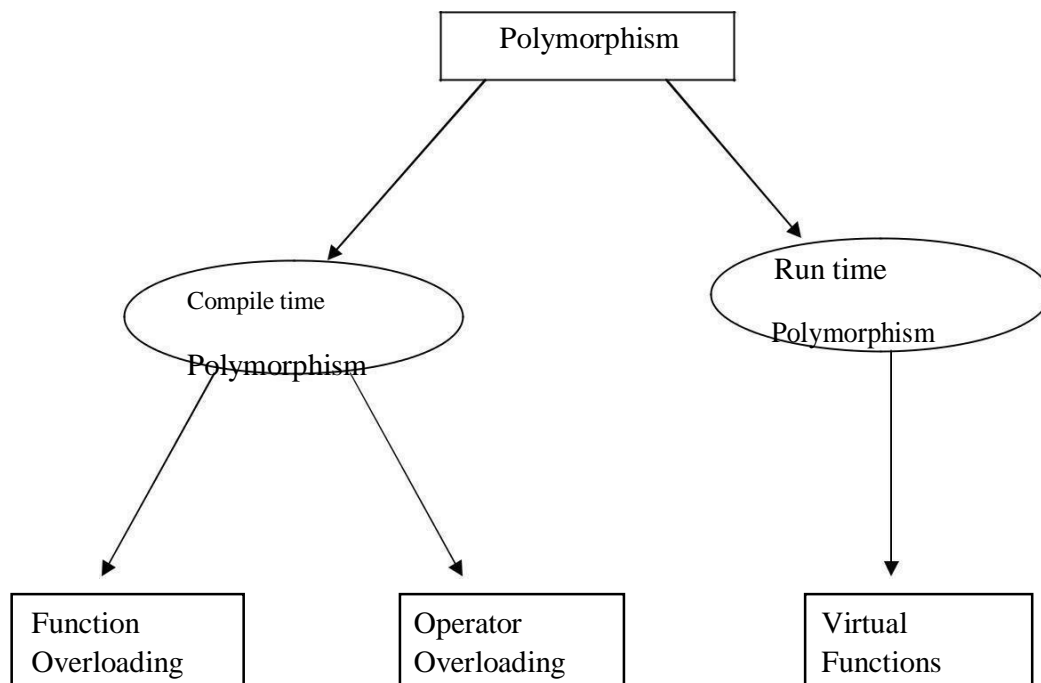 Polymorphism
Compile time
Polymorphism
Run time
Polymorphism
Function
Overloading
Operator
Overloading
Virtual
Functions